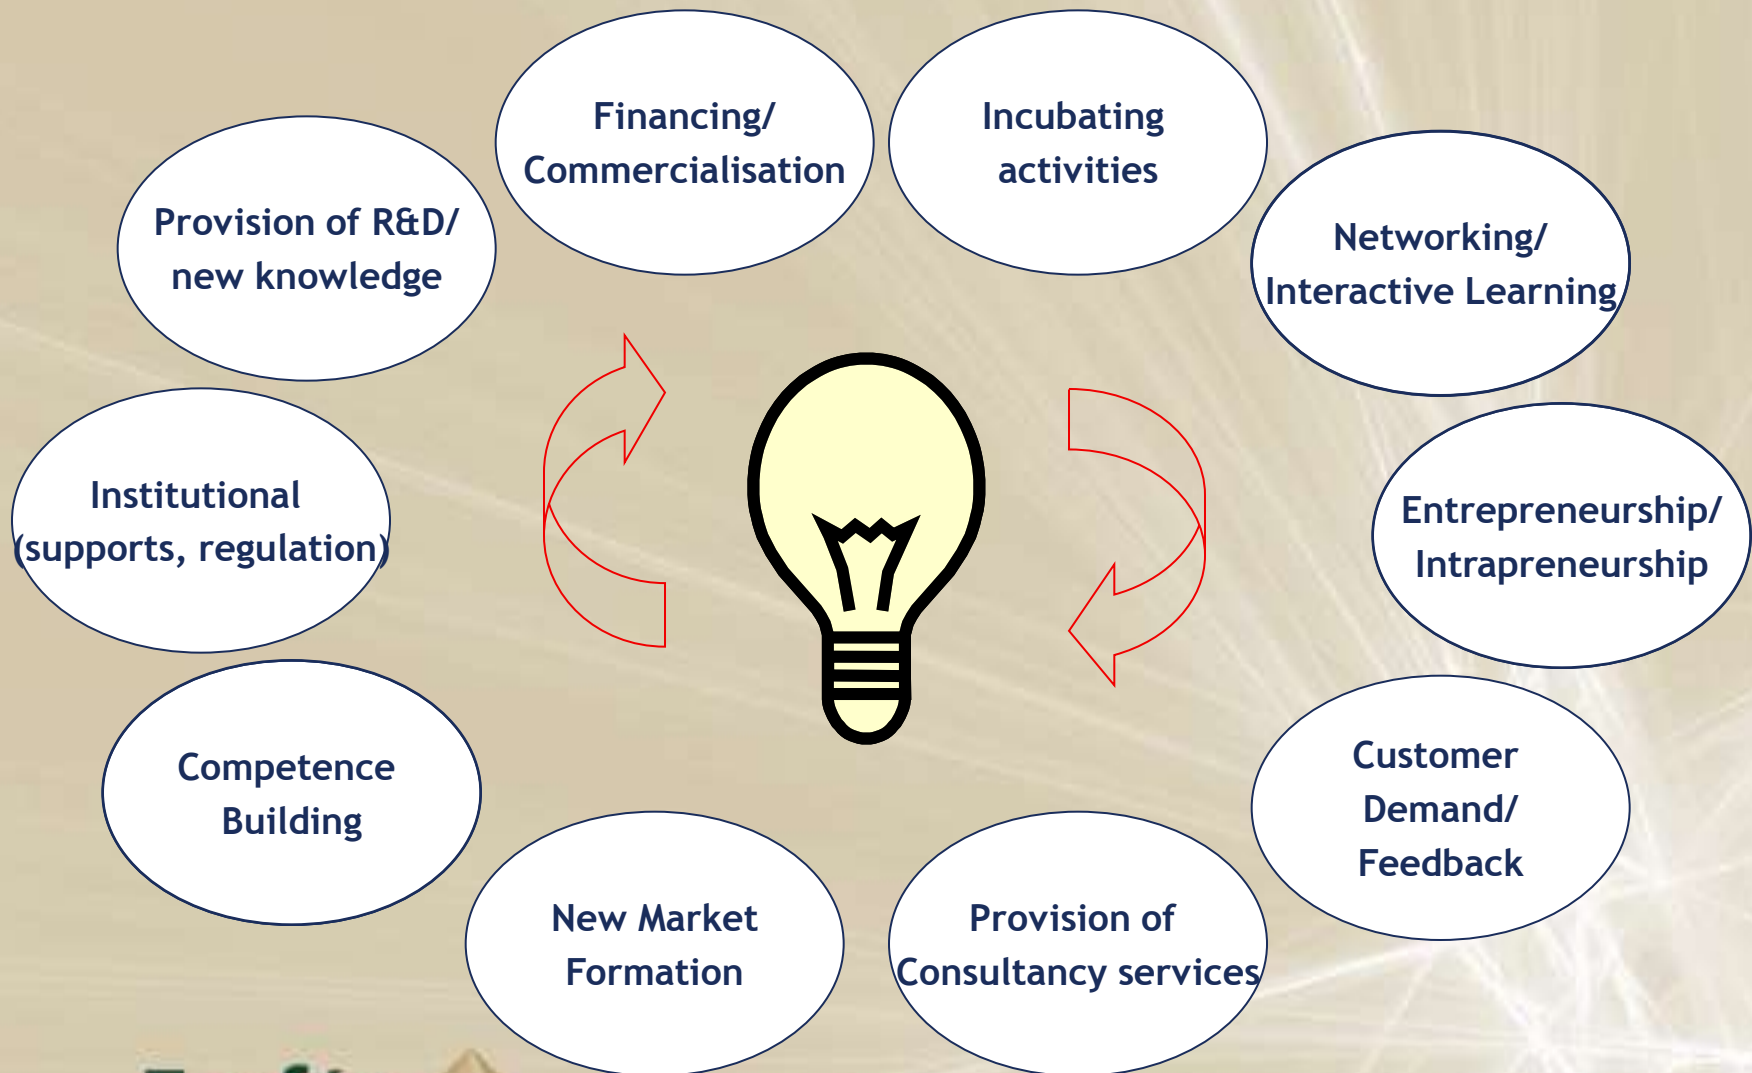 Financing/
Commercialisation
Incubating
activities
Provision of R&D/
new knowledge
Networking/
Interactive Learning
Institutional
(supports, regulation)
Entrepreneurship/
Intrapreneurship
Competence
Building
Customer
Demand/
Feedback
New Market
Formation
Provision of
Consultancy services